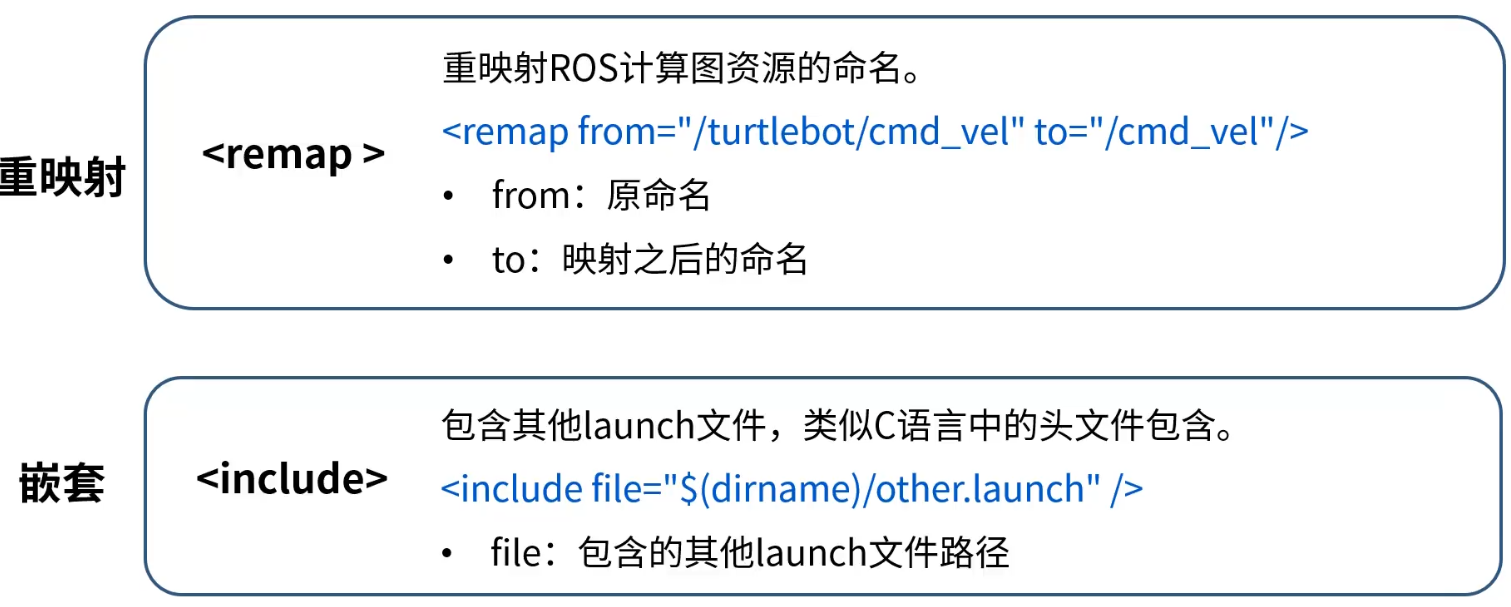 重映射
<remap >
重映射ROS计算图资源的命名。
<remap from="/turtlebot/cmd_vel" to="/cmd_vel"/>
• from：原命名
• to：映射之后的命名
嵌套
<include>
包含其他launch文件，类似C语言中的头文件包含。
<include file="$(dirname)/other.launch" />
• file：包含的其他launch文件路径